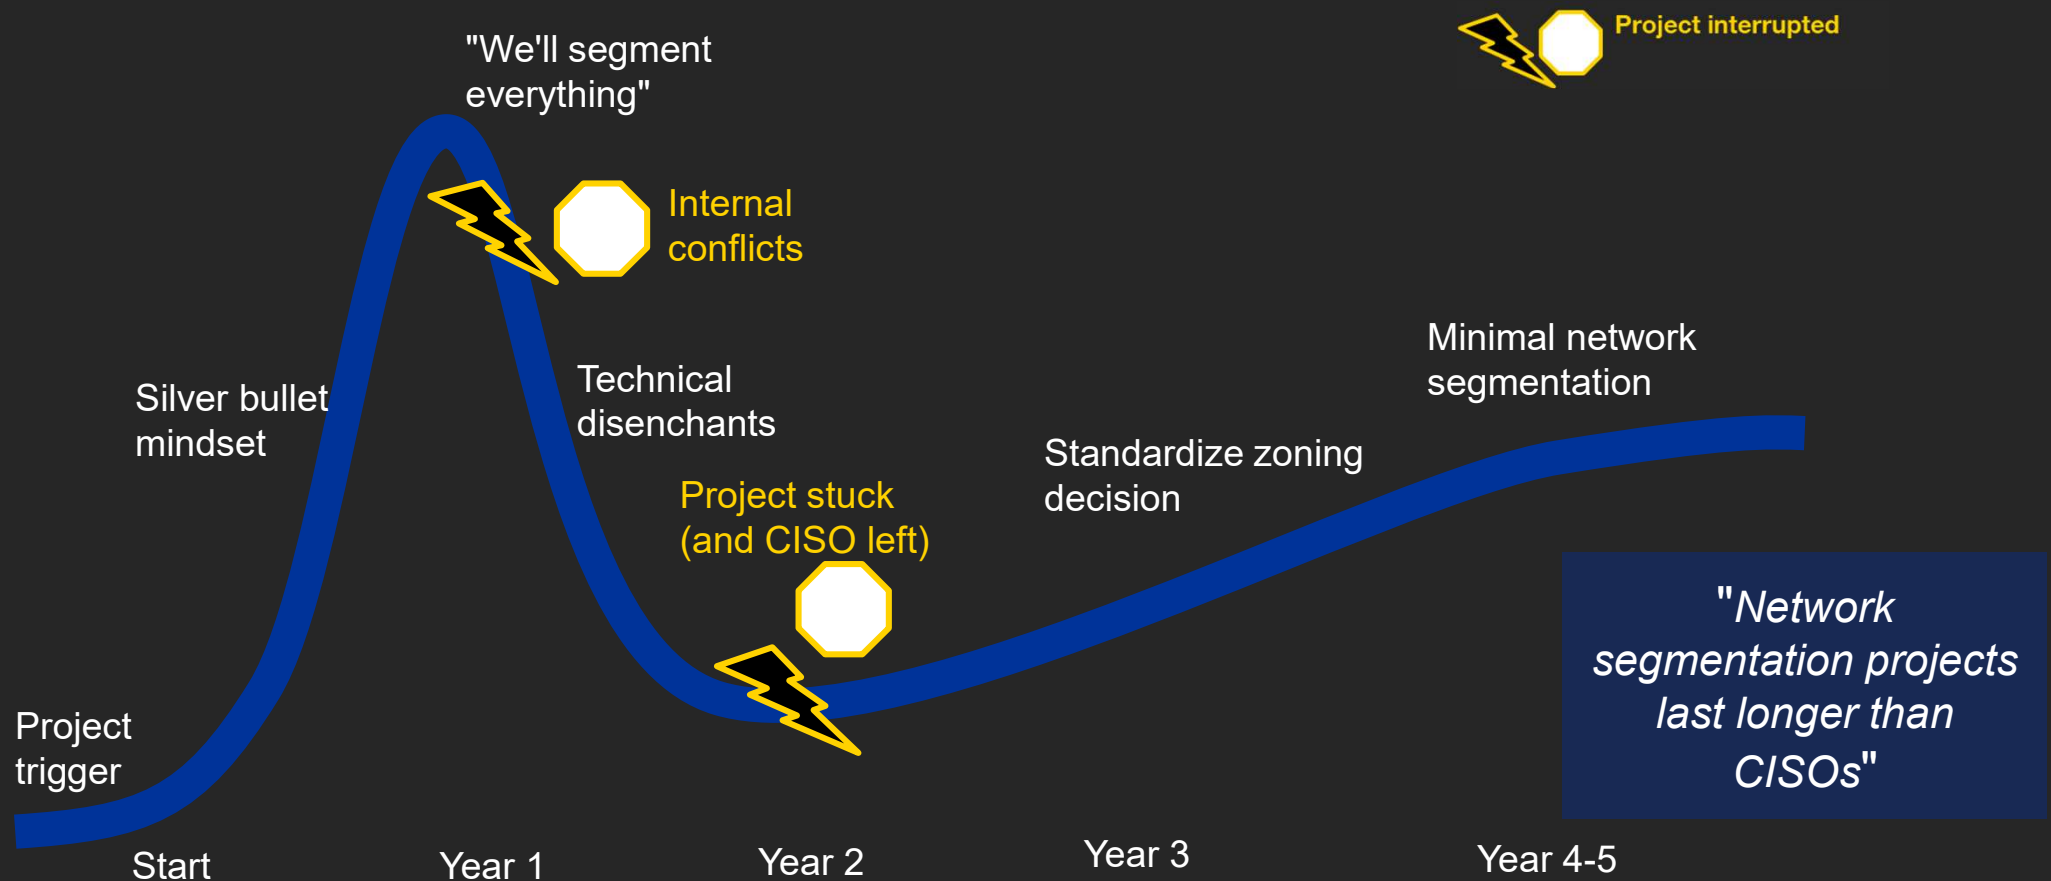 "We'll segment
everything"
Project interrupted
Internal
conflicts
Silver bullet
mindset
Technical
disenchants
Minimal network
segmentation
Standardize zoning
decision
Project stuck
(and CISO left)
"Network
segmentation projects
last longer than
CISOs"
Project
trigger
Start
Year 1
Year 2
Year 3
Year 4-5